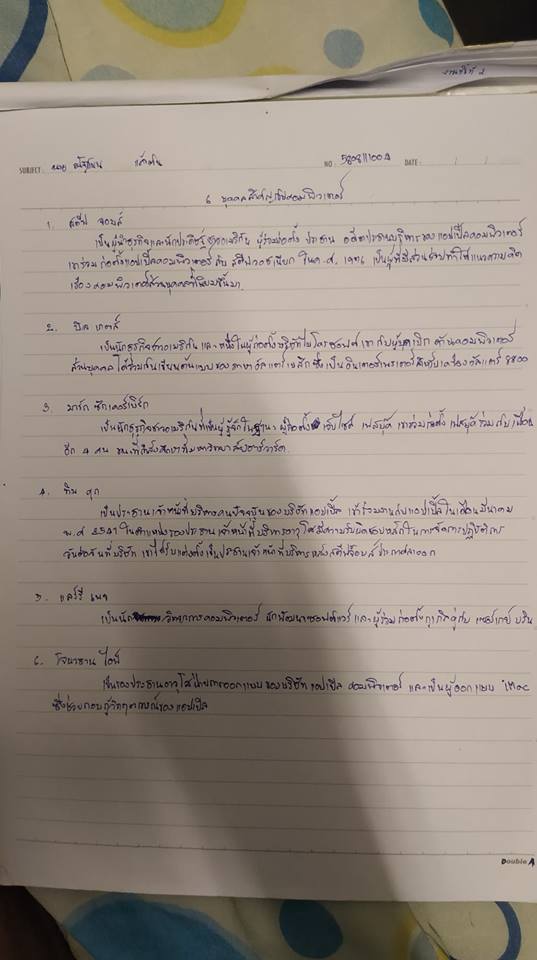 งานชิ้นที่ 2
SUBJECT: นาย NO: 58081100 DATE: / /
6 บุคคลสำคัญเกี่ยวกับคอมพิวเตอร์
1. สตีฟ จอบส์
เป็นผู้นำธุรกิจและนักประดิษฐ์ชาวอเมริกัน ผู้ร่วมก่อตั้ง ประธาน อดีตประธานบริหารของแอปเปิ้ลคอมพิวเตอร์
เขาร่วมก่อตั้งแอปเปิ้ลคอมพิวเตอร์กับ สตีฟวอซเนียก ใน ค.ศ. 1976 เป็นผู้ที่มีส่วนช่วยทำให้แนวความคิด
เรื่องคอมพิวเตอร์ส่วนบุคคลที่นิยมขึ้นมา
2. บิล เกตส์
เป็นนักธุรกิจชาวอเมริกัน และหนึ่งในผู้ก่อตั้งบริษัทไมโครซอฟท์ เขากับผู้บุกเบิก ด้านคอมพิวเตอร์
ส่วนบุคคล ได้ร่วมกันเขียนต้นแบบของภาษาอัลแตร์เบสิก ซึ่งเป็นอินเตอร์เพรเตอร์สำหรับเครื่องอัลแตร์ 8800
3. มาร์ก ซักเคอร์เบิร์ก
เป็นนักธุรกิจชาวอเมริกันที่เป็นผู้รู้จักในฐานะ ผู้ก่อตั้งเว็บไซต์ เฟสบุ๊ค เขาร่วมก่อตั้ง เฟสบุ๊คร่วมกับเพื่อน
อีก 4 คน ขณะที่กำลังศึกษาที่มหาวิทยาลัยฮาร์วาร์ด
4. ทิม คุก
เป็นประธานเจ้าหน้าที่บริหารคนปัจจุบันของบริษัทแอปเปิ้ล เข้าร่วมงานกับแอปเปิ้ลในเดือนมีนาคม
พ.ศ 2541 ในตำแหน่งรองประธานเจ้าหน้าที่บริหารอาวุโส มีความรับผิดชอบหลักในการจัดการปฏิบัติการ
วันต่อวันที่บริษัท เขาได้รับแต่งตั้งเป็นประธานเจ้าหน้าที่บริหารหลังสตีฟจ็อบส์ประกาศลาออก
5. แลร์รี เพจ
เป็นนักวิทยาการคอมพิวเตอร์ นักพัฒนาซอฟต์แวร์ และผู้ร่วมก่อตั้งกูเกิลคู่กับ เซอร์เกย์ บริน
6. โจนาธาน ไอฟ์
เป็นรองประธานอาวุโสฝ่ายการออกแบบของบริษัทแอปเปิ้ล คอมพิวเตอร์ และเป็นผู้ออกแบบ iMac
ซึ่งช่วยกอบกู้วิกฤตการณ์ของแอปเปิ้ล
Double A